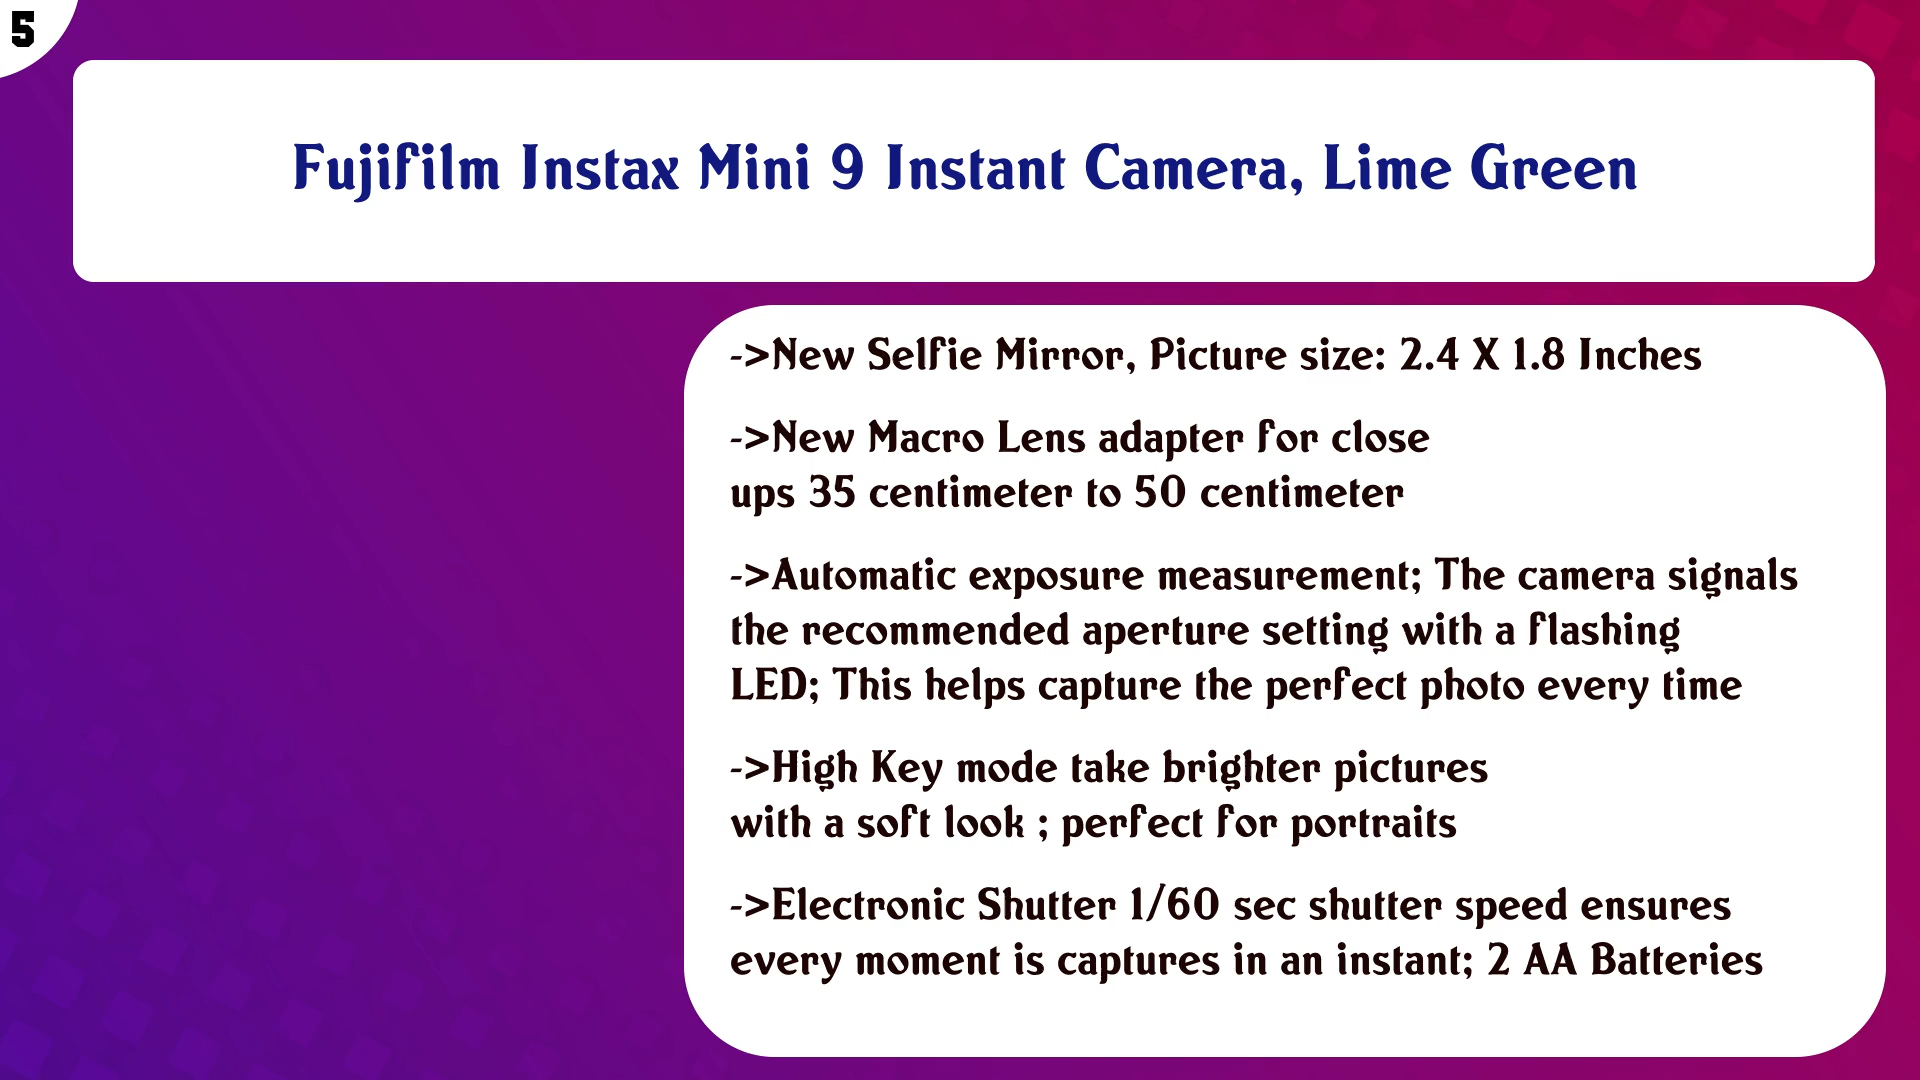 5
Fujifilm Instax Mini 9 Instant Camera, Lime Green
->New Selfie Mirror, Picture size: 2.4 X 1.8 Inches
->New Macro Lens adapter for close
ups 35 centimeter to 50 centimeter
->Automatic exposure measurement; The camera signals
the recommended aperture setting with a flashing
LED; This helps capture the perfect photo every time
->High Key mode take brighter pictures
with a soft look ; perfect for portraits
->Electronic Shutter 1/60 sec shutter speed ensures
every moment is captures in an instant; 2 AA Batteries